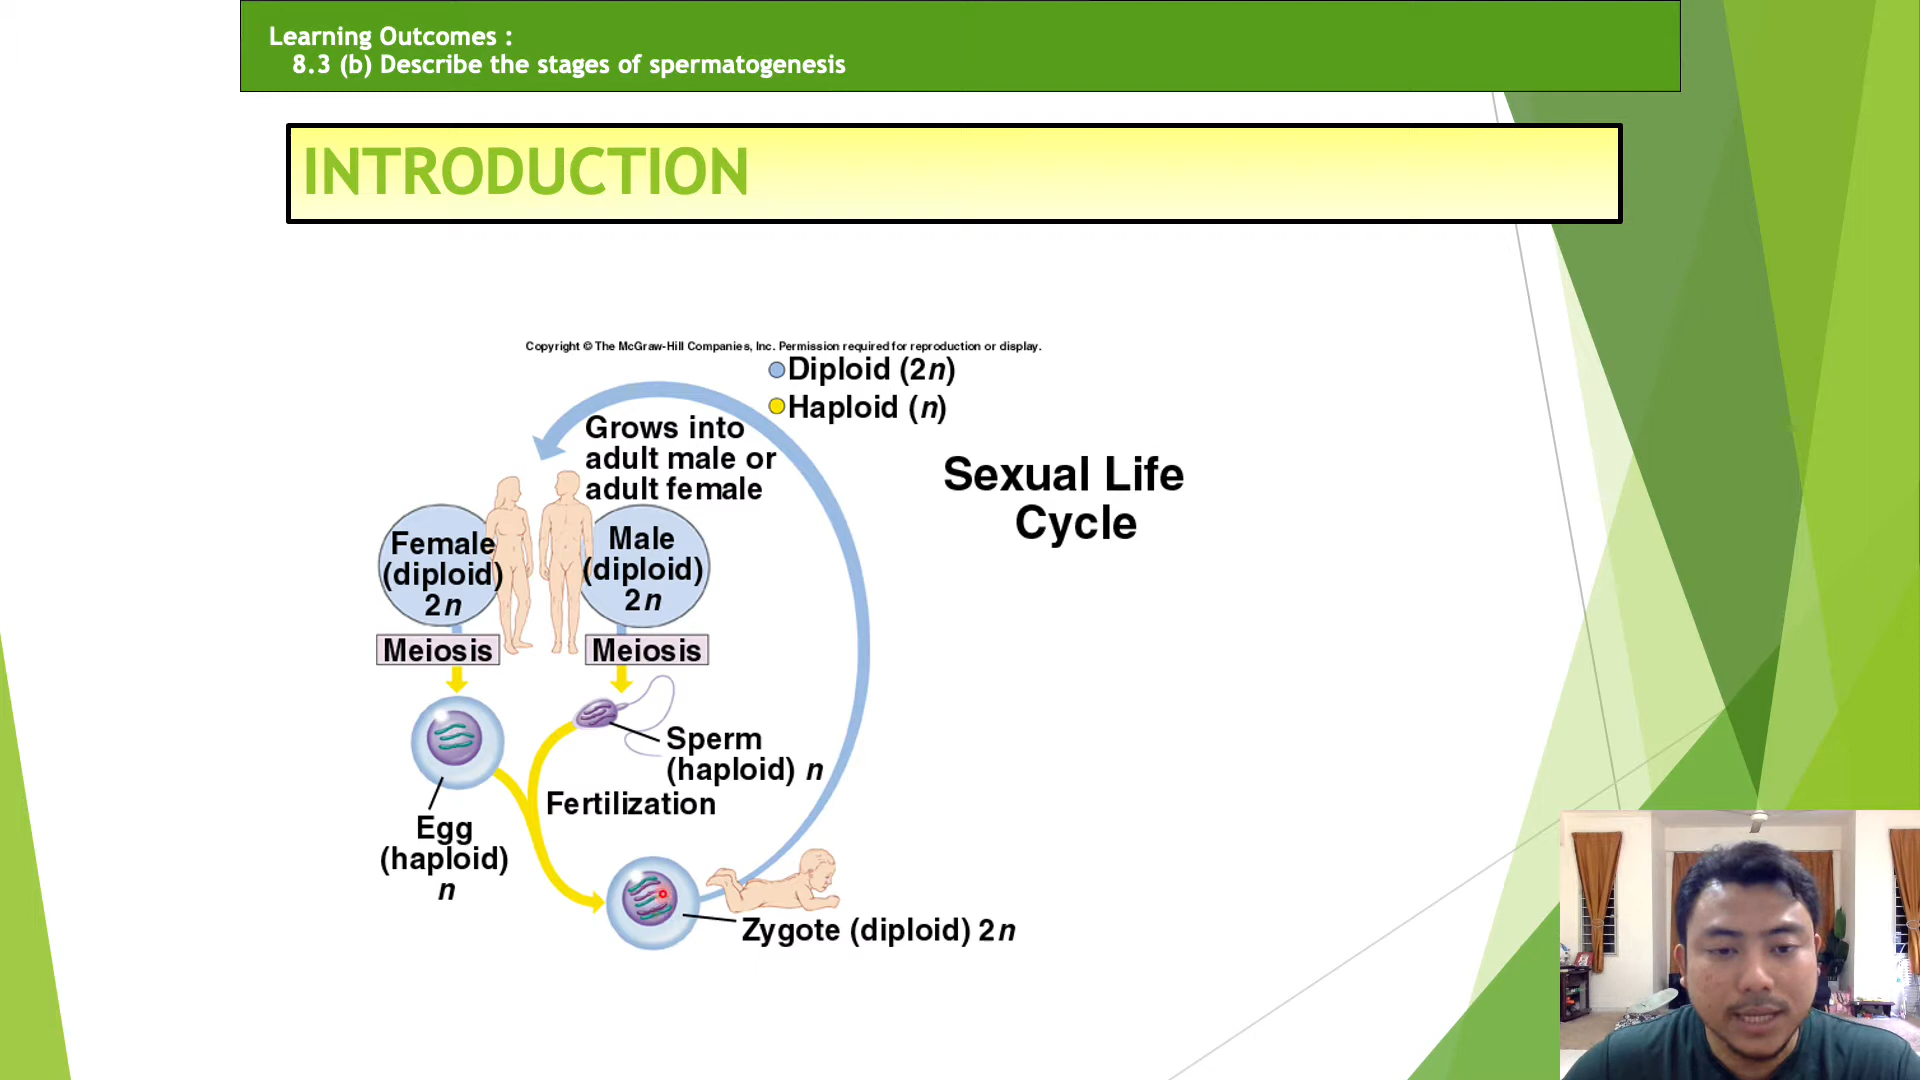 Learning Outcomes :
8.3 (b) Describe the stages of spermatogenesis
INTRODUCTION
Copyright © The McGraw-Hill Companies, Inc. Permission required for reproduction or display.
Diploid (2n)
Haploid (n)
Grows into
adult male or
adult female
Sexual Life
Cycle
Female
(diploid)
2n
Male
(diploid)
2n
Meiosis
Meiosis
Sperm
(haploid) n
Fertilization
Egg
(haploid)
n
Zygote (diploid) 2n